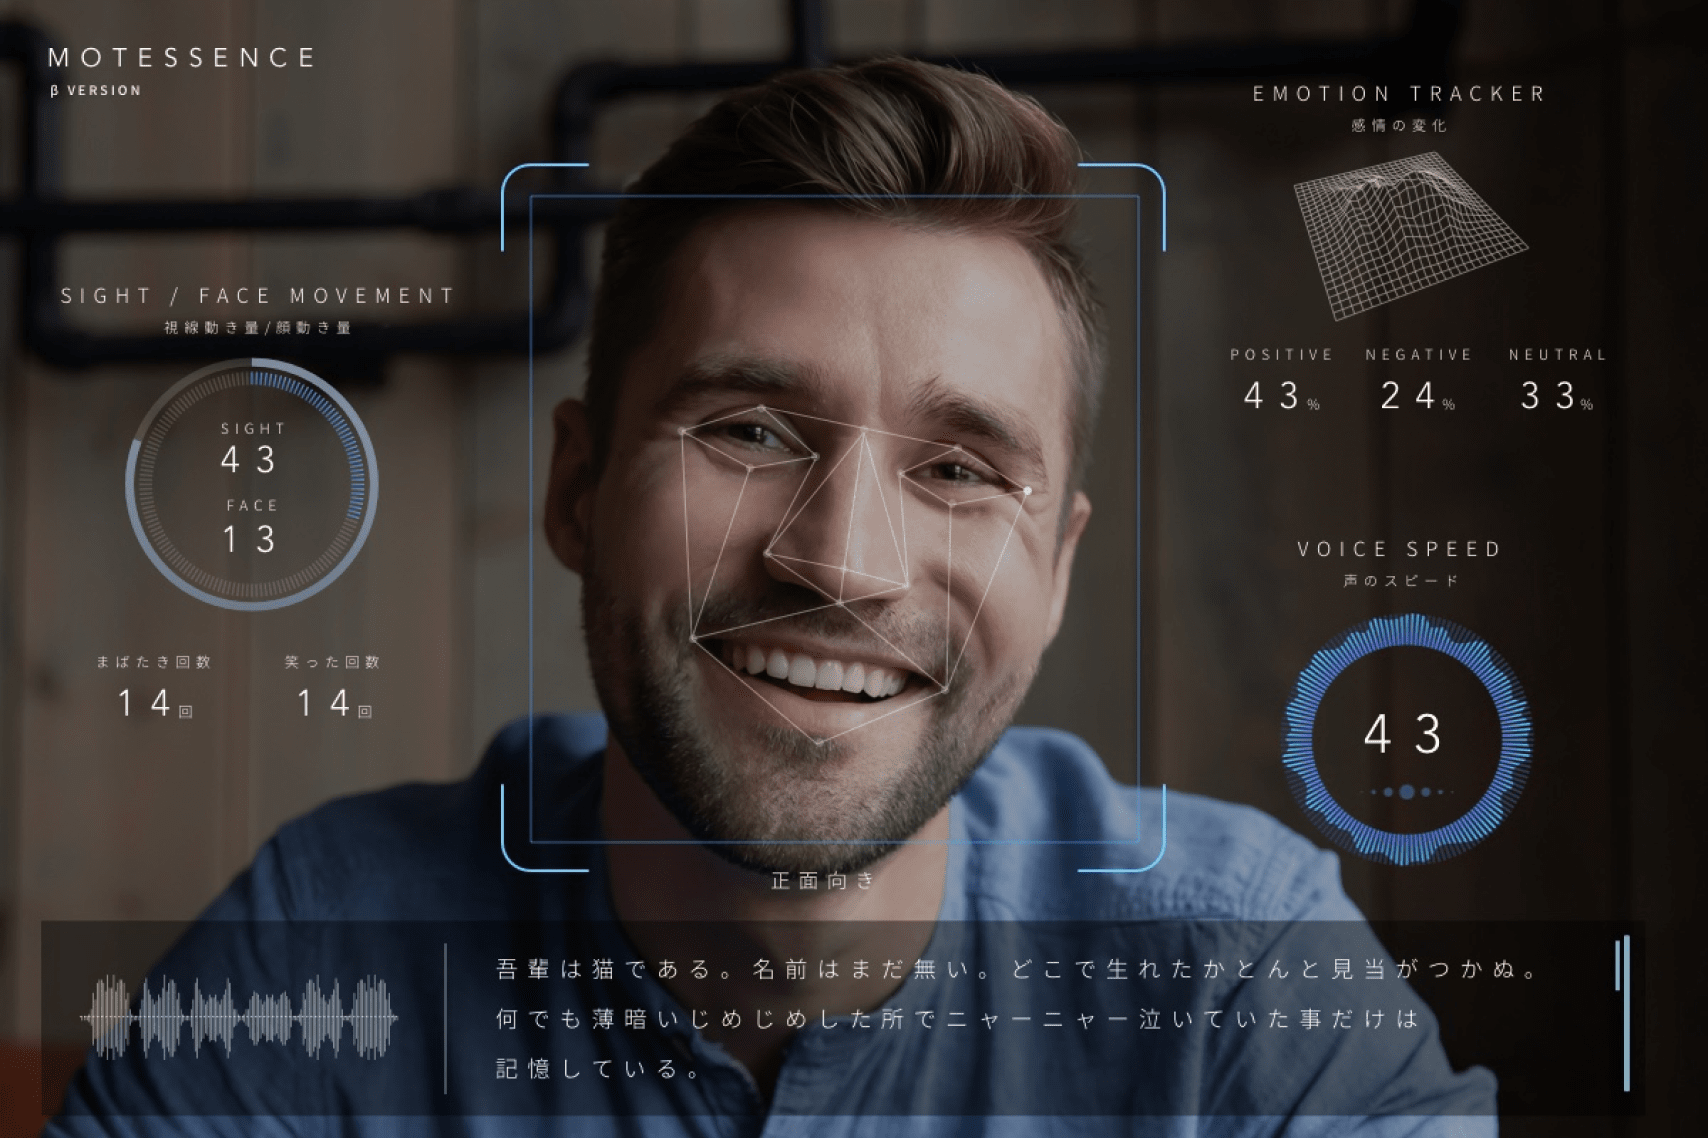 MOTESSENCE
β VERSION
EMOTION TRACKER
感情の変化
POSITIVE NEGATIVE NEUTRAL
43% 24% 33%
SIGHT / FACE MOVEMENT
視線動き量/顔動き量
SIGHT
43
FACE
13
まばたき回数 笑った回数
14回 14回
VOICE SPEED
声のスピード
43
正面向き
吾輩は猫である。名前はまだ無い。どこで生れたかとんと見当がつかぬ。
何でも薄暗いじめじめした所でニャーニャー泣いていた事だけは
記憶している。